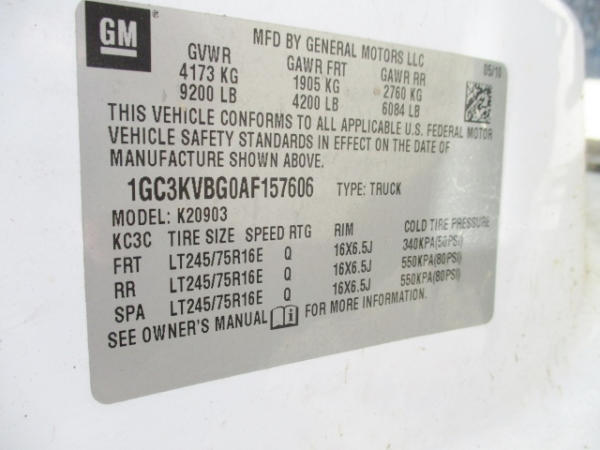 GM
MFD BY GENERAL MOTORS LLC
05/10
GVWR GAWR FRT GAWR RR
4173 KG 1905 KG 2760 KG
9200 LB 4200 LB 6084 LB
THIS VEHICLE CONFORMS TO ALL APPLICABLE U.S. FEDERAL MOTOR
VEHICLE SAFETY STANDARDS IN EFFECT ON THE DATE OF
MANUFACTURE SHOWN ABOVE.
1GC3KVBG0AF157606 TYPE: TRUCK
MODEL: K20903
KC3C TIRE SIZE SPEED RTG RIM COLD TIRE PRESSURE
FRT LT245/75R16E Q 16X6.5J 340KPA(50PSI)
RR LT245/75R16E Q 16X6.5J 550KPA(80PSI)
SPA LT245/75R16E Q 16X6.5J 550KPA(80PSI)
SEE OWNER'S MANUAL FOR MORE INFORMATION.